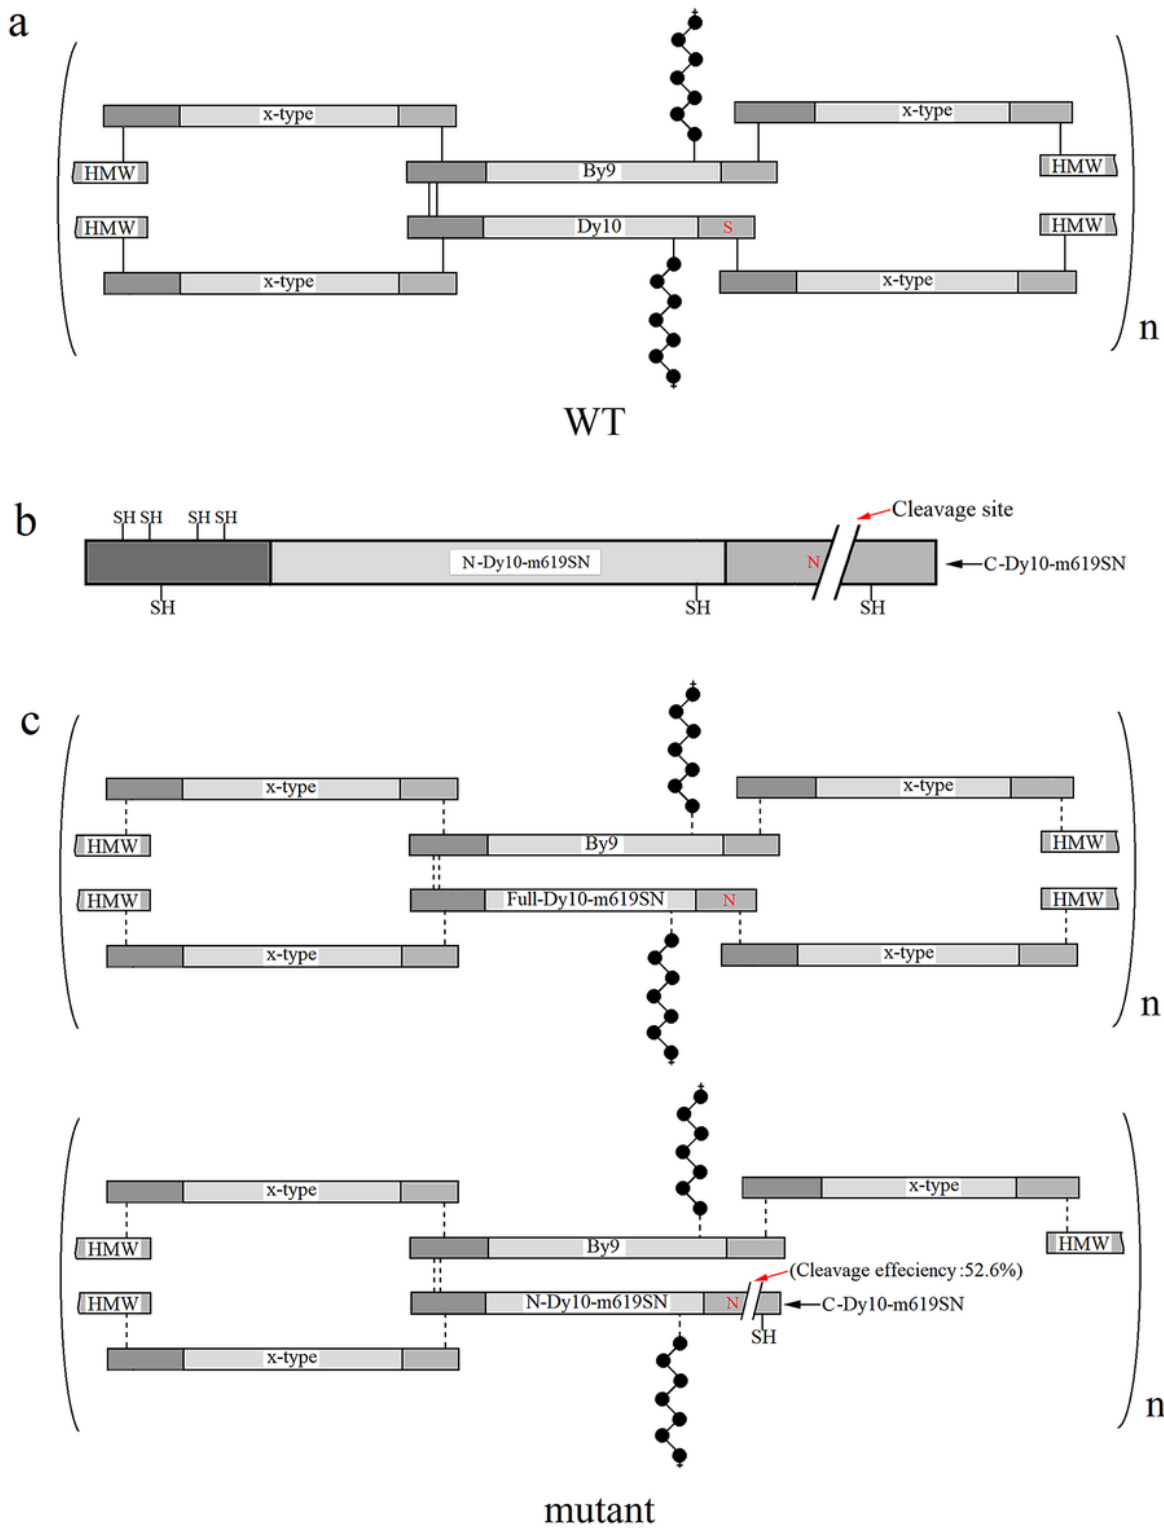 a
x-type x-type
HMW By9 HMW
HMW Dy10 S HMW
x-type x-type
n
WT
b
SH SH SH SH Cleavage site
N-Dy10-m619SN N C-Dy10-m619SN
SH SH SH
c
x-type x-type
HMW By9 HMW
HMW Full-Dy10-m619SN N HMW
x-type x-type
n
x-type x-type
HMW By9 HMW
(Cleavage effeciency:52.6%)
HMW N-Dy10-m619SN N C-Dy10-m619SN
SH
x-type
n
mutant